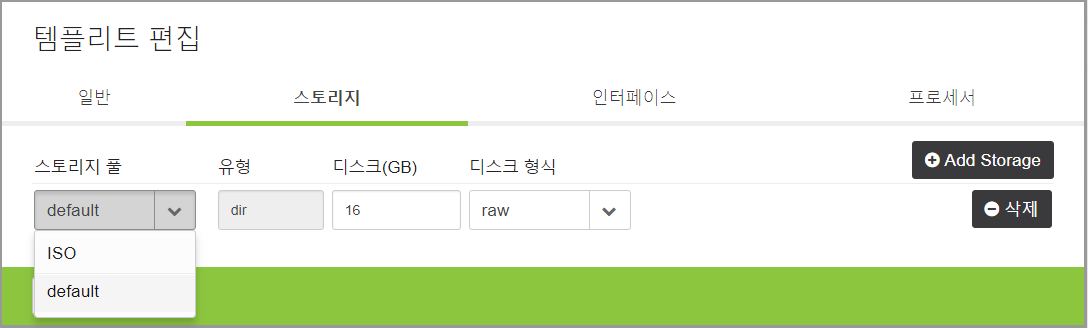 템플리트 편집
일반 스토리지 인터페이스 프로세서
스토리지 풀 유형 디스크(GB) 디스크 형식 Add Storage
default dir 16 raw 삭제
ISO
default